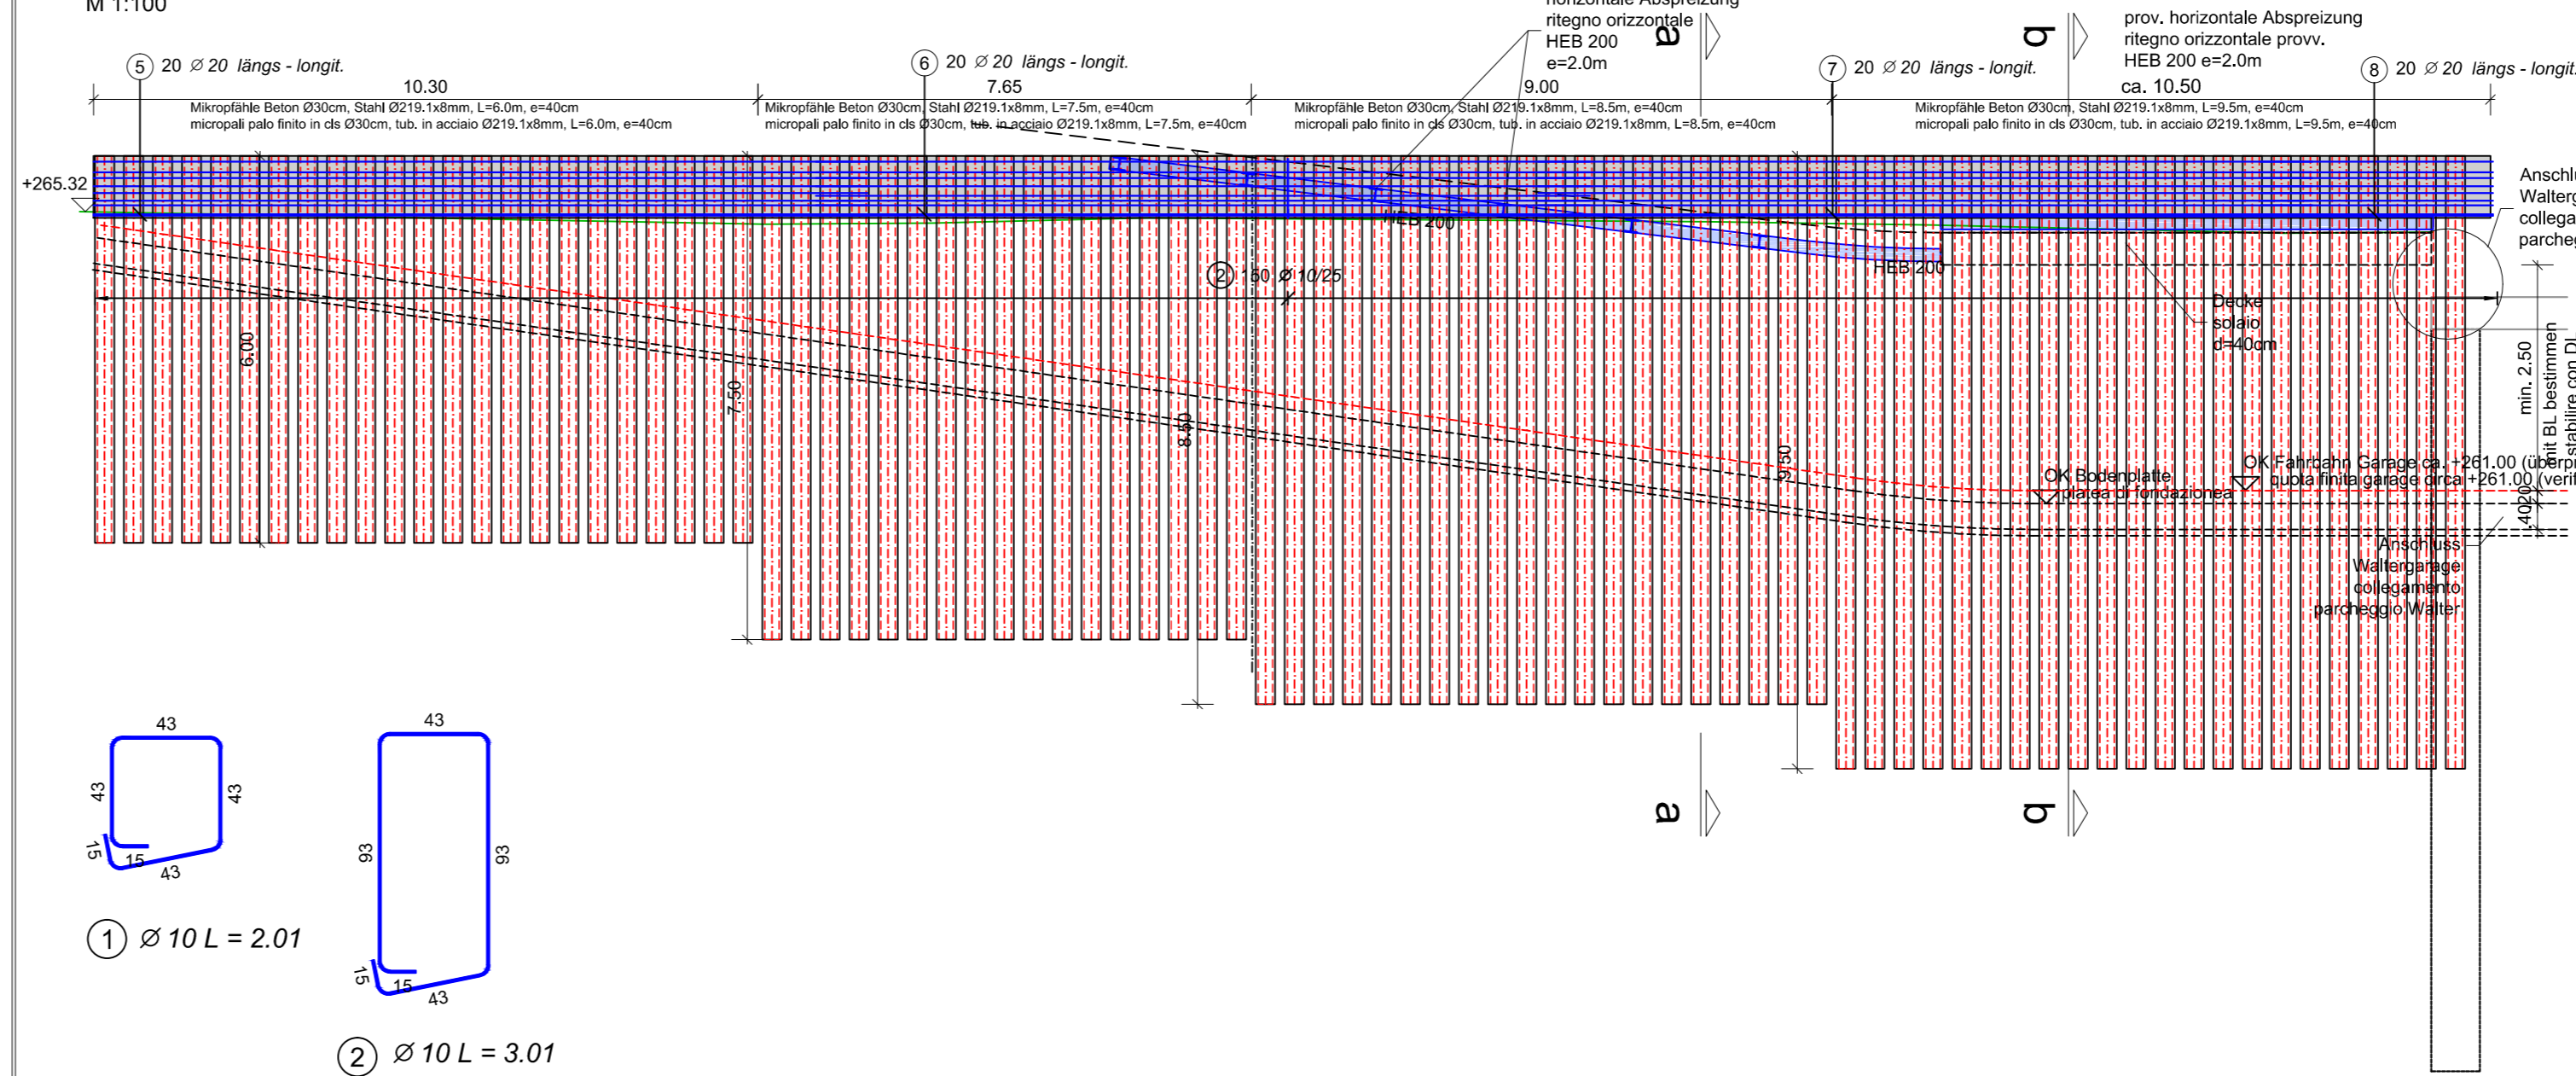 M 1:100
horizontale Abspreizung
ritegno orizzontale
HEB 200
e=2.0m
a
b
prov. horizontale Abspreizung
ritegno orizzontale provv.
HEB 200 e=2.0m
5 20 Ø 20 längs - longit.
6 20 Ø 20 längs - longit.
7 20 Ø 20 längs - longit.
8 20 Ø 20 längs - longit.
10.30
7.65
9.00
ca. 10.50
Mikropfähle Beton Ø30cm, Stahl Ø219.1x8mm, L=6.0m, e=40cm
micropali palo finito in cls Ø30cm, tub. in acciaio Ø219.1x8mm, L=6.0m, e=40cm
Mikropfähle Beton Ø30cm, Stahl Ø219.1x8mm, L=7.5m, e=40cm
micropali palo finito in cls Ø30cm, tub. in acciaio Ø219.1x8mm, L=7.5m, e=40cm
Mikropfähle Beton Ø30cm, Stahl Ø219.1x8mm, L=8.5m, e=40cm
micropali palo finito in cls Ø30cm, tub. in acciaio Ø219.1x8mm, L=8.5m, e=40cm
Mikropfähle Beton Ø30cm, Stahl Ø219.1x8mm, L=9.5m, e=40cm
micropali palo finito in cls Ø30cm, tub. in acciaio Ø219.1x8mm, L=9.5m, e=40cm
+265.32
HEB 200
HEB 200
2 160 Ø 10/25
Decke
solaio
d=40cm
6.00
7.50
8.50
9.50
min. 2.50
mit BL bestimmen
stabilire con DL
OK Bodenplatte
platea di fondazionea
OK Fahrbahn Garage ca. +261.00
quota finita garage circa +261.00
.40
20
Anschluss
Waltergarage
collegamento
parcheggio Walter
a
b
43
43
43
15
15
43
1 Ø 10 L = 2.01
43
93
93
15
15
43
2 Ø 10 L = 3.01